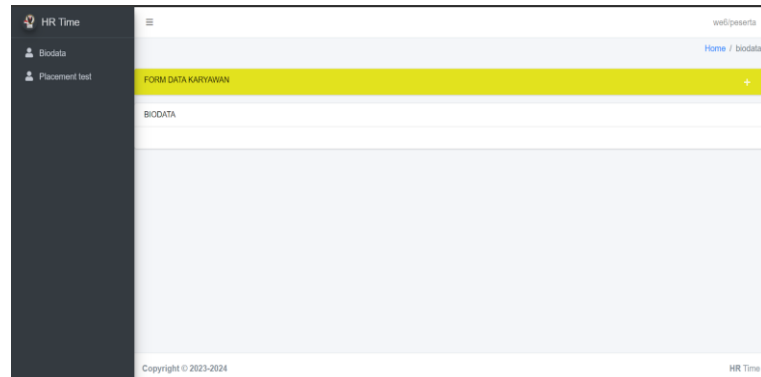 HR Time
we6/peserta
Biodata
Placement test
Home / biodata
FORM DATA KARYAWAN
BIODATA
Copyright © 2023-2024
HR Time